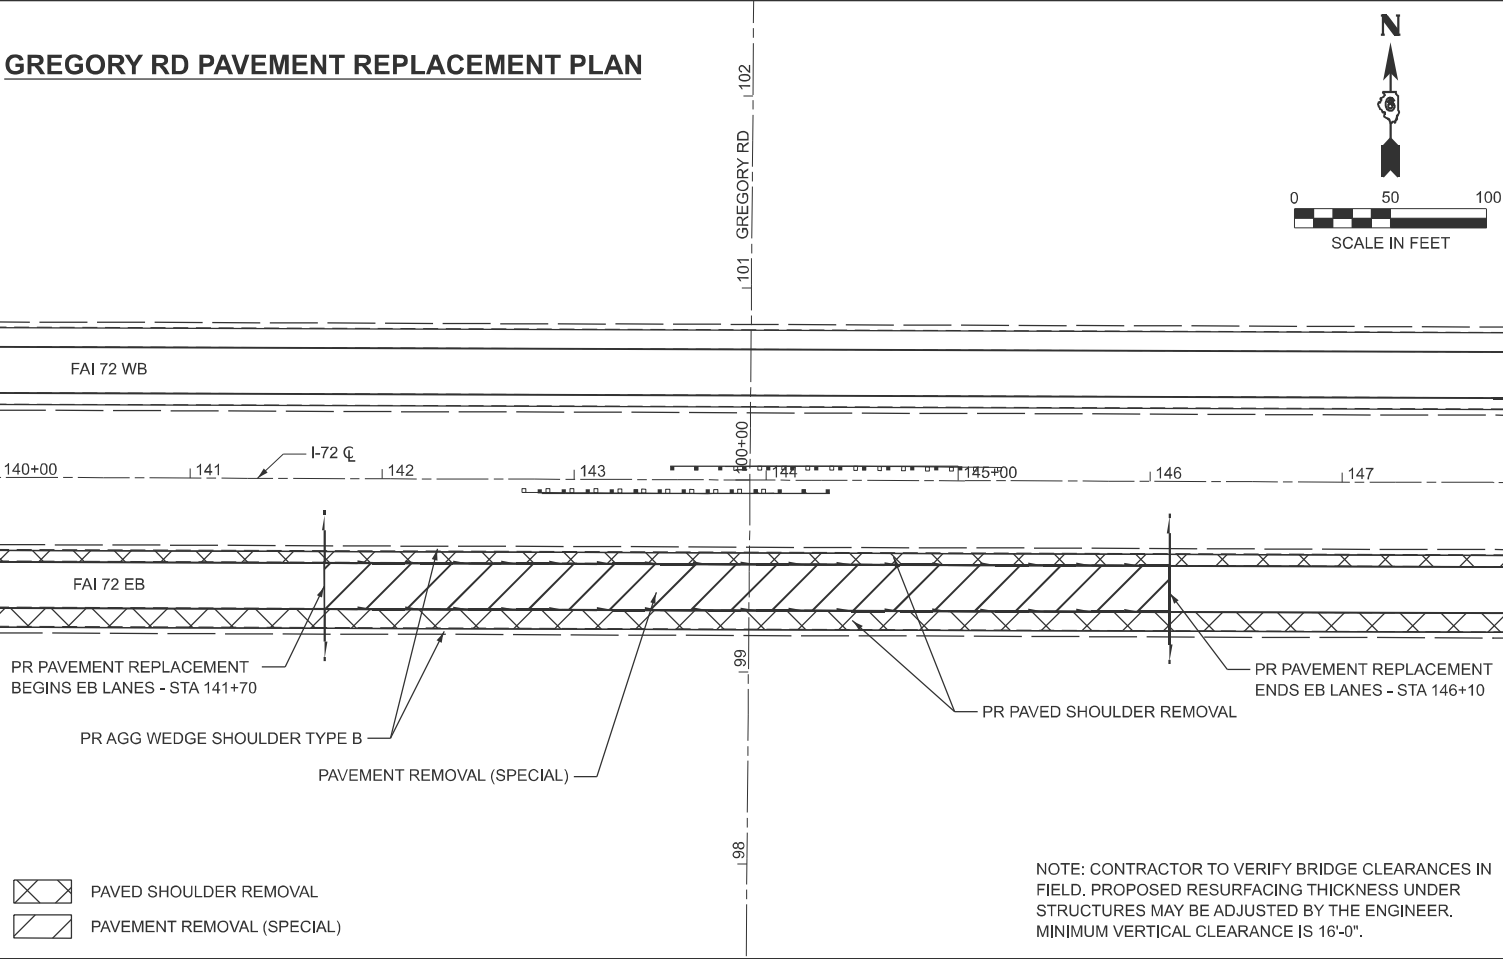 GREGORY RD PAVEMENT REPLACEMENT PLAN
N
6
0 50 100
SCALE IN FEET
102
GREGORY RD
101
FAI 72 WB
I-72 ℄
100+00
140+00 141 142 143 144 145+00 146 147
FAI 72 EB
99
PR PAVEMENT REPLACEMENT
BEGINS EB LANES - STA 141+70
PR PAVEMENT REPLACEMENT
ENDS EB LANES - STA 146+10
PR PAVED SHOULDER REMOVAL
PR AGG WEDGE SHOULDER TYPE B
PAVEMENT REMOVAL (SPECIAL)
98
PAVED SHOULDER REMOVAL
PAVEMENT REMOVAL (SPECIAL)
NOTE: CONTRACTOR TO VERIFY BRIDGE CLEARANCES IN
FIELD. PROPOSED RESURFACING THICKNESS UNDER
STRUCTURES MAY BE ADJUSTED BY THE ENGINEER.
MINIMUM VERTICAL CLEARANCE IS 16'-0".